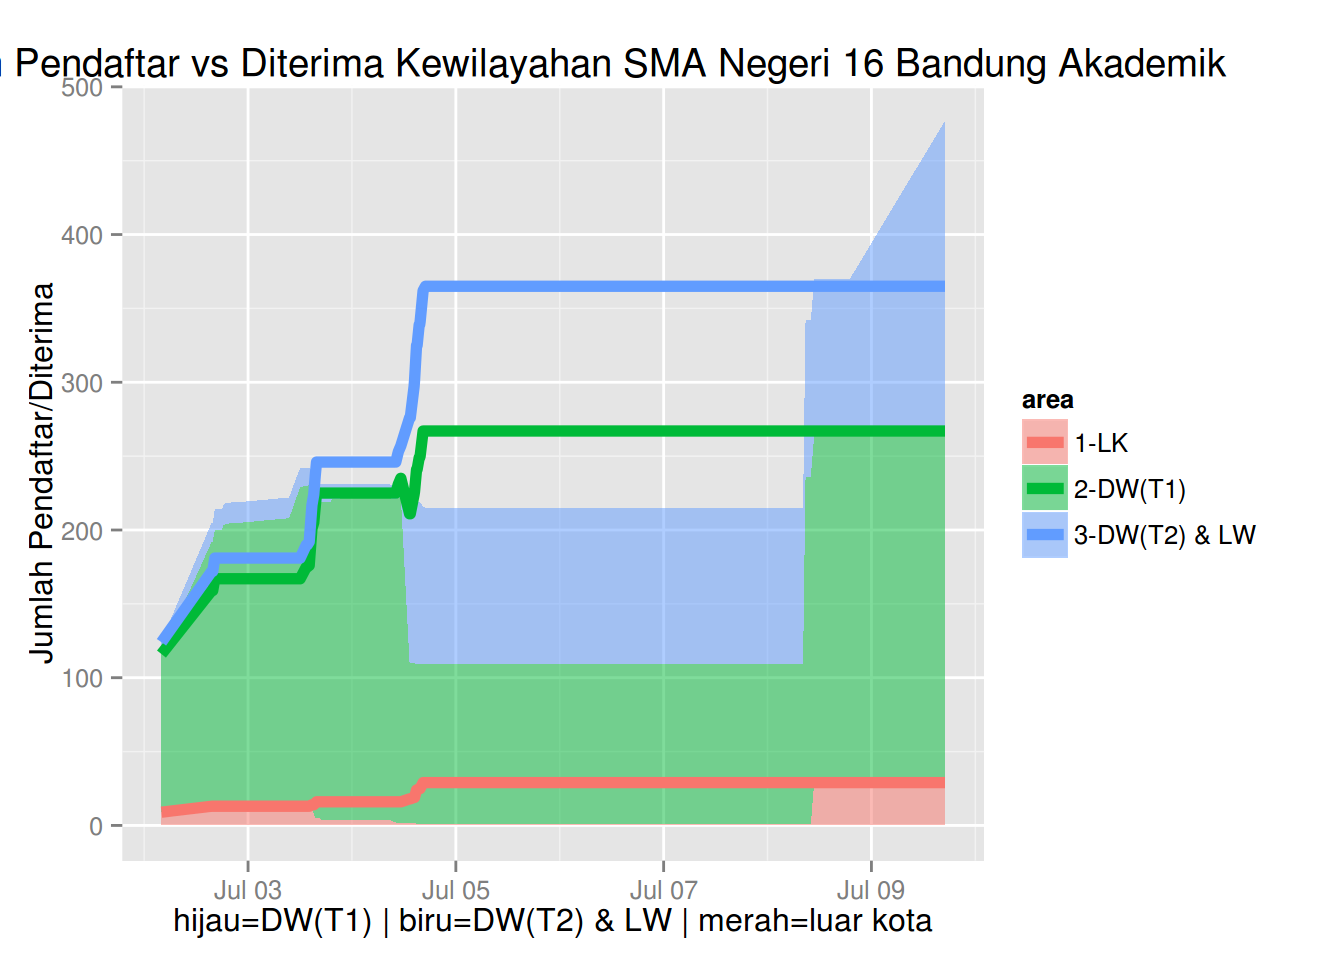 Pendaftar vs Diterima Kewilayahan SMA Negeri 16 Bandung Akademik
Jumlah Pendaftar/Diterima
500
400
300
200
100
0
Jul 03
Jul 05
Jul 07
Jul 09
hijau=DW(T1) | biru=DW(T2) & LW | merah=luar kota
area
1-LK
2-DW(T1)
3-DW(T2) & LW